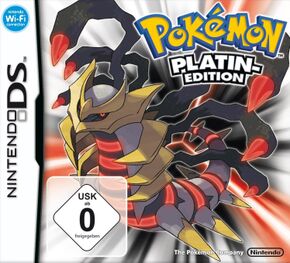 Nintendo
Wi-Fi
connection
NINTENDO DS
POKÉMON
PLATIN-
EDITION
USK
ab
0
freigegeben
The Pokémon Company
Nintendo